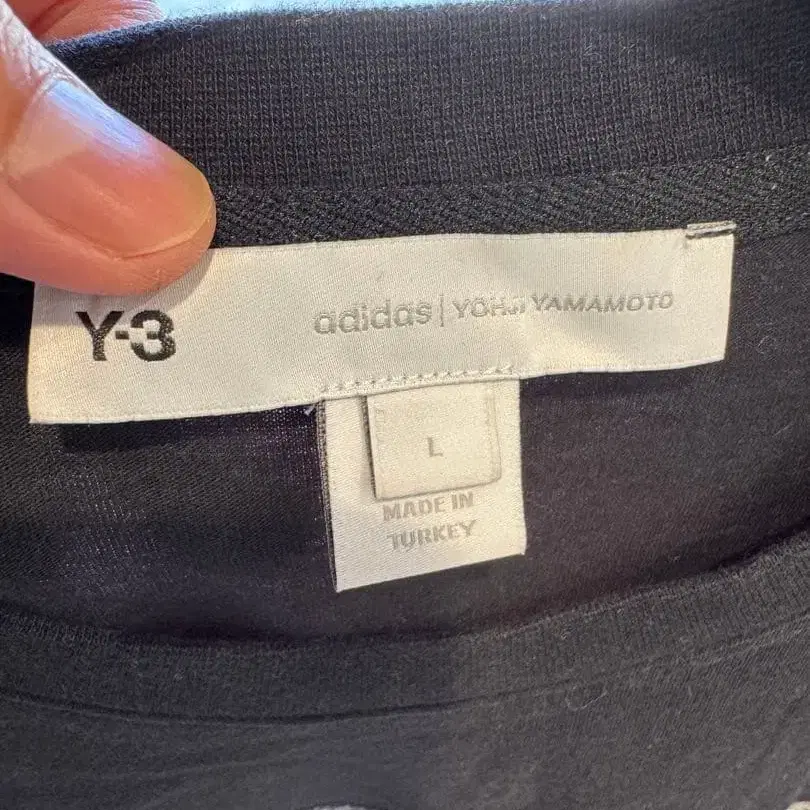 Y-3 adidas | YOHJI YAMAMOTO
L
MADE IN
TURKEY